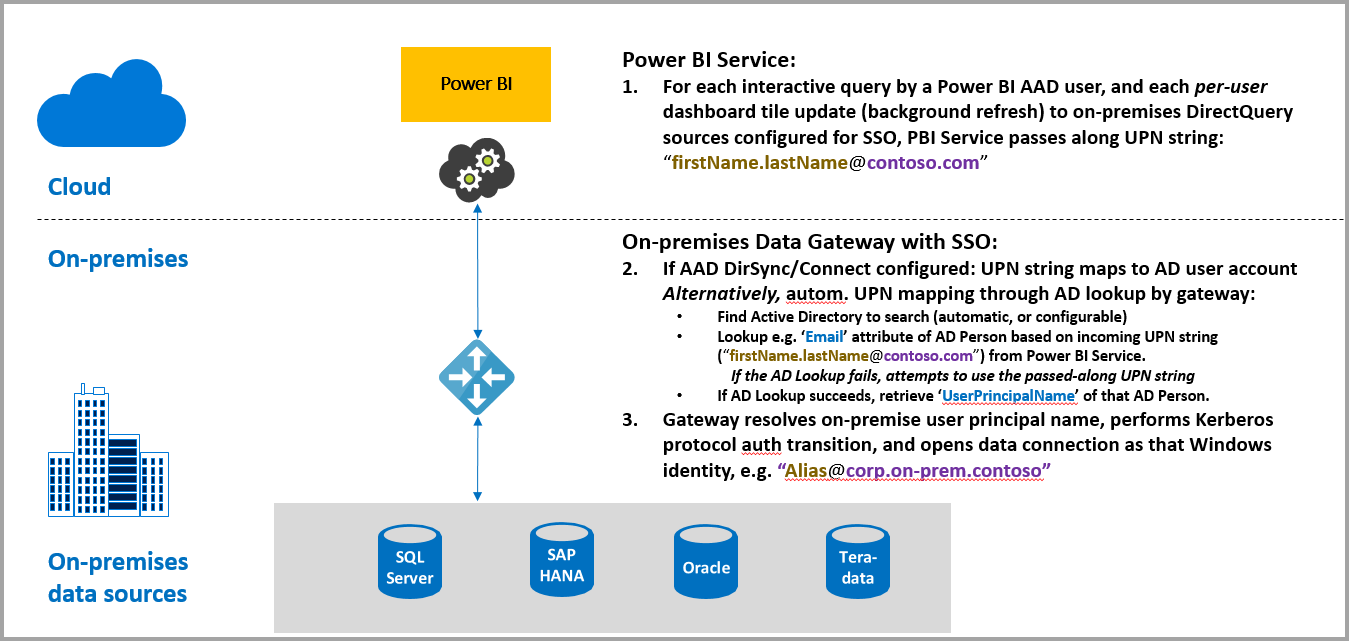 Power BI
Power BI Service:
1. For each interactive query by a Power BI AAD user, and each per-user
dashboard tile update (background refresh) to on-premises DirectQuery
sources configured for SSO, PBI Service passes along UPN string:
“firstName.lastName@contoso.com”
Cloud
On-premises
On-premises Data Gateway with SSO:
2. If AAD DirSync/Connect configured: UPN string maps to AD user account
Alternatively, autom. UPN mapping through AD lookup by gateway:
• Find Active Directory to search (automatic, or configurable)
• Lookup e.g. ‘Email’ attribute of AD Person based on incoming UPN string
(“firstName.lastName@contoso.com”) from Power BI Service.
If the AD Lookup fails, attempts to use the passed-along UPN string
• If AD Lookup succeeds, retrieve ‘UserPrincipalName’ of that AD Person.
3. Gateway resolves on-premise user principal name, performs Kerberos
protocol auth transition, and opens data connection as that Windows
identity, e.g. “Alias@corp.on-prem.contoso”
On-premises
data sources
SQL
Server
SAP
HANA
Oracle
Tera-
data